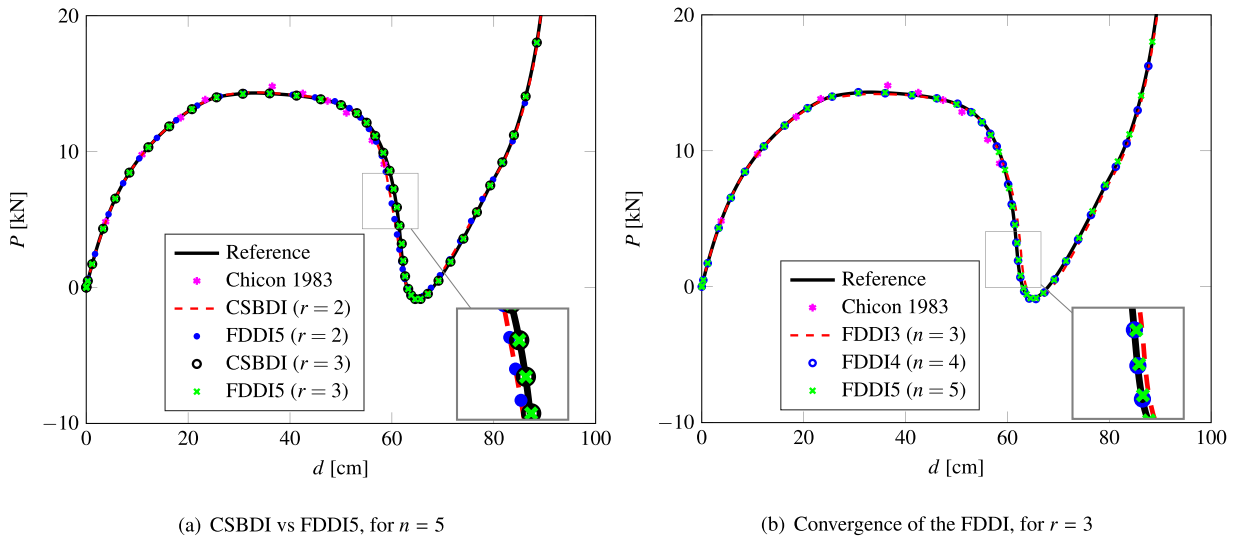 20
10
0
−10
P [kN]
0
20
40
60
80
100
d [cm]
Reference
Chicon 1983
CSBDI (r = 2)
FDDI5 (r = 2)
CSBDI (r = 3)
FDDI5 (r = 3)
(a) CSBDI vs FDDI5, for n = 5
20
10
0
−10
P [kN]
0
20
40
60
80
100
d [cm]
Reference
Chicon 1983
FDDI3 (n = 3)
FDDI4 (n = 4)
FDDI5 (n = 5)
(b) Convergence of the FDDI, for r = 3